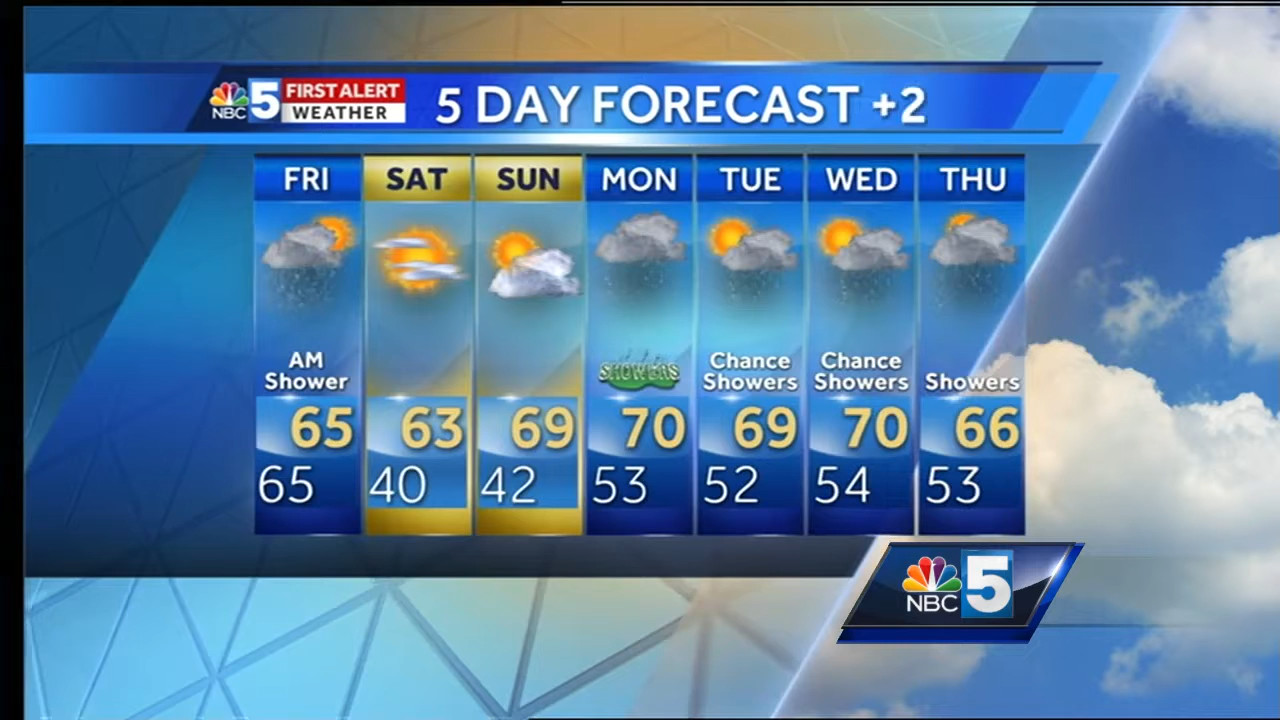 NBC 5 FIRST ALERT WEATHER
5 DAY FORECAST +2
FRI SAT SUN MON TUE WED THU
AM Shower
SHOWERS
Chance Showers
Chance Showers
Showers
65 63 69 70 69 70 66
65 40 42 53 52 54 53
NBC 5